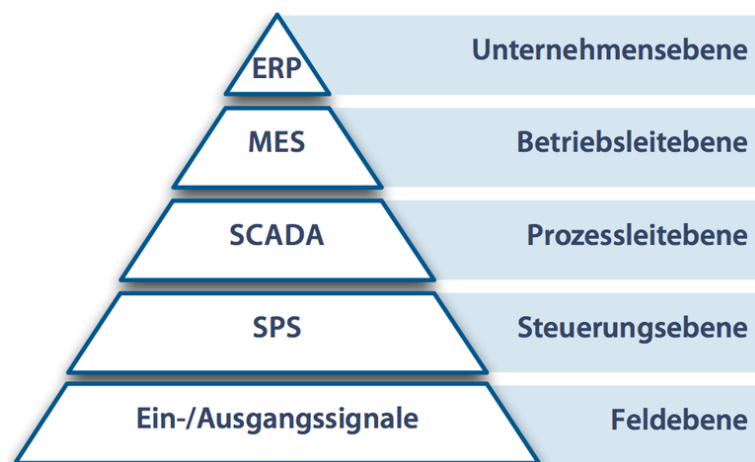 ERP
Unternehmensebene
MES
Betriebsleitebene
SCADA
Prozessleitebene
SPS
Steuerungsebene
Ein-/Ausgangssignale
Feldebene